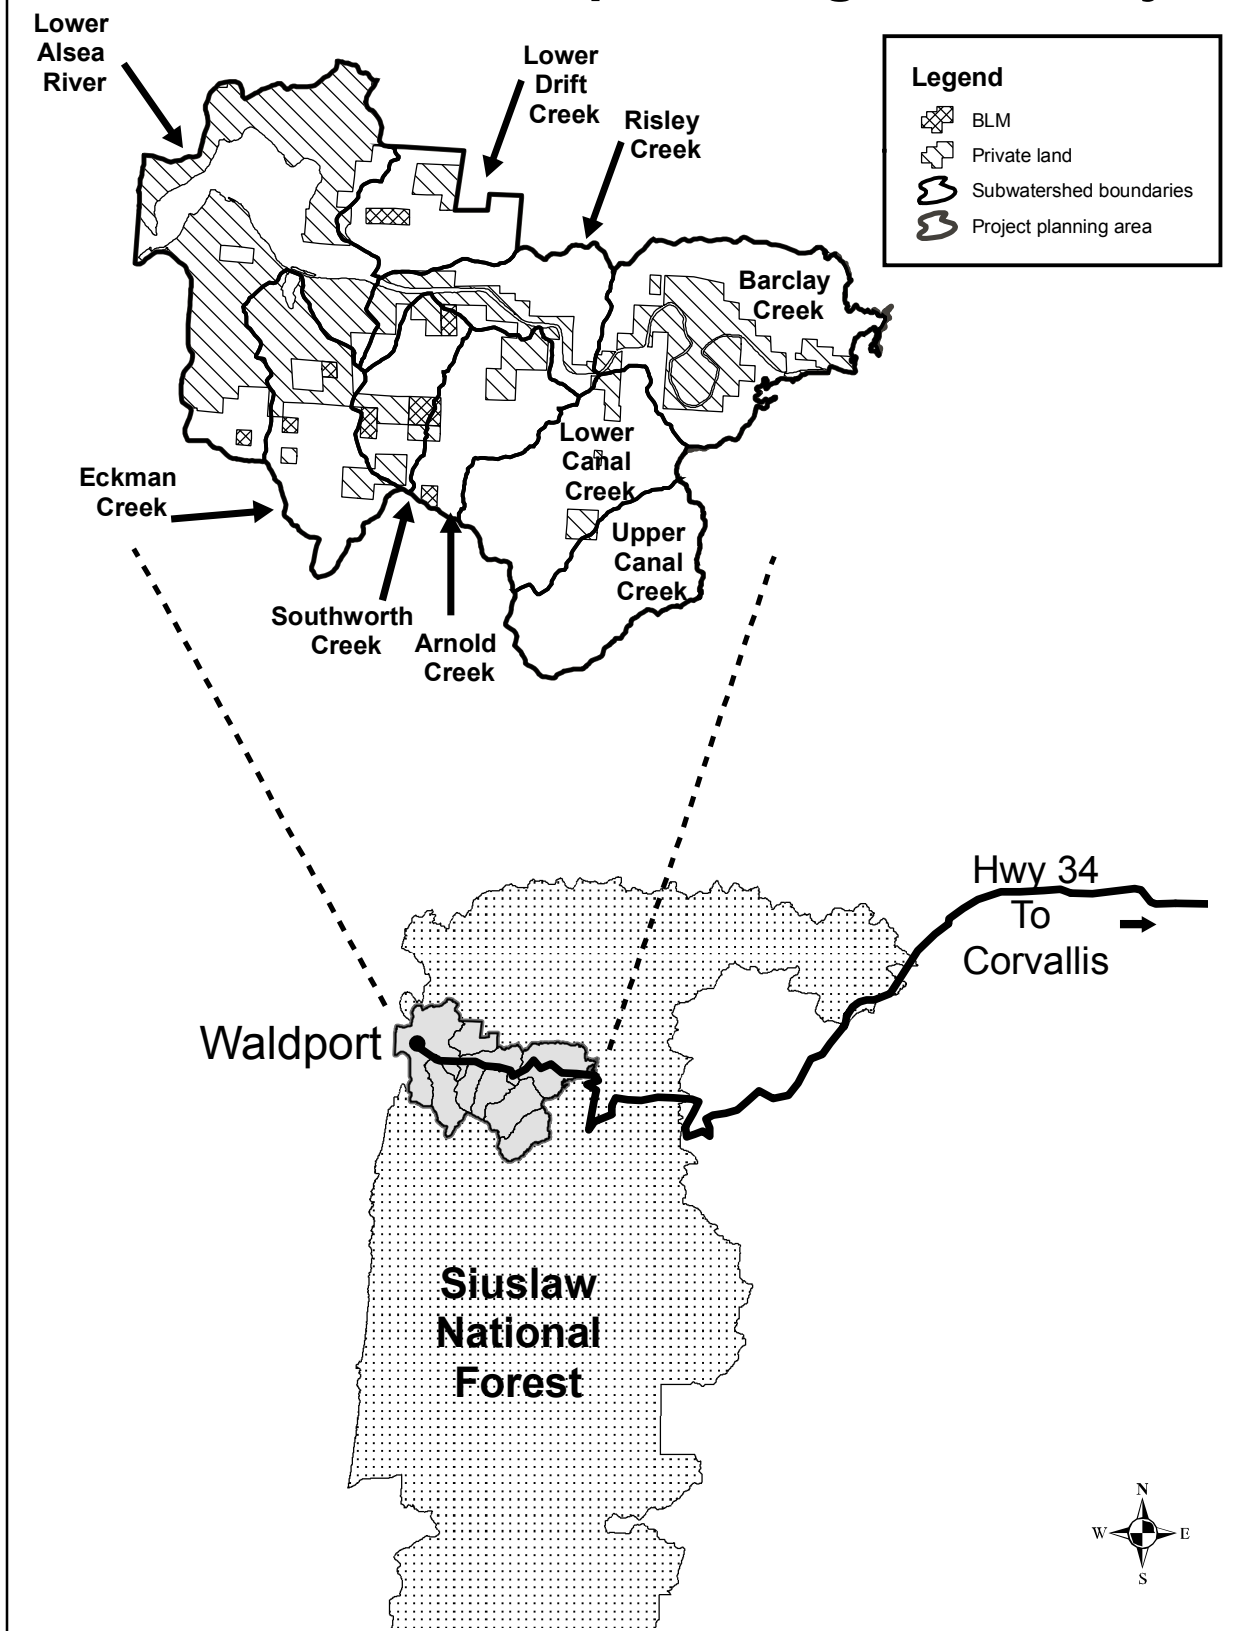 Lower
Alsea
River
Lower
Drift
Creek
Risley
Creek
Legend
BLM
Private land
Subwatershed boundaries
Project planning area
Barclay
Creek
Lower
Canal
Creek
Eckman
Creek
Upper
Canal
Creek
Southworth
Creek
Arnold
Creek
Hwy 34
To
Corvallis
Waldport
Siuslaw
National
Forest
N
W
E
S